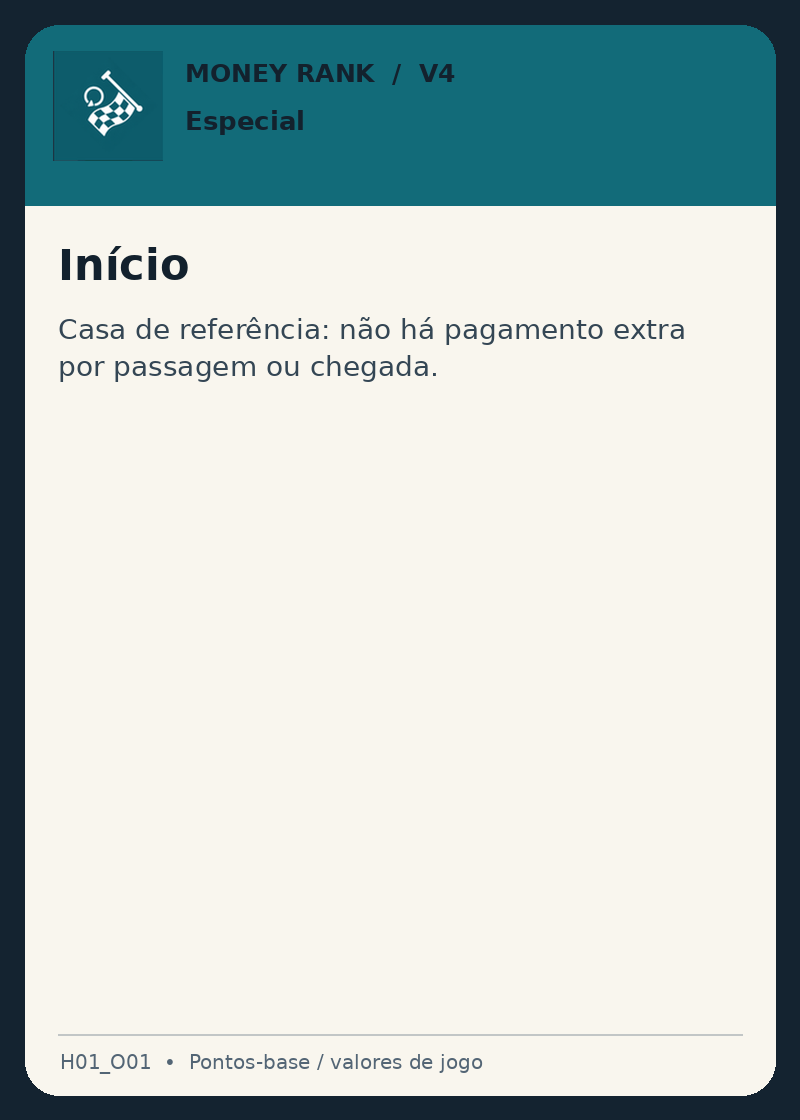 MONEY RANK / V4
Especial
Início
Casa de referência: não há pagamento extra
por passagem ou chegada.
H01_O01 • Pontos-base / valores de jogo